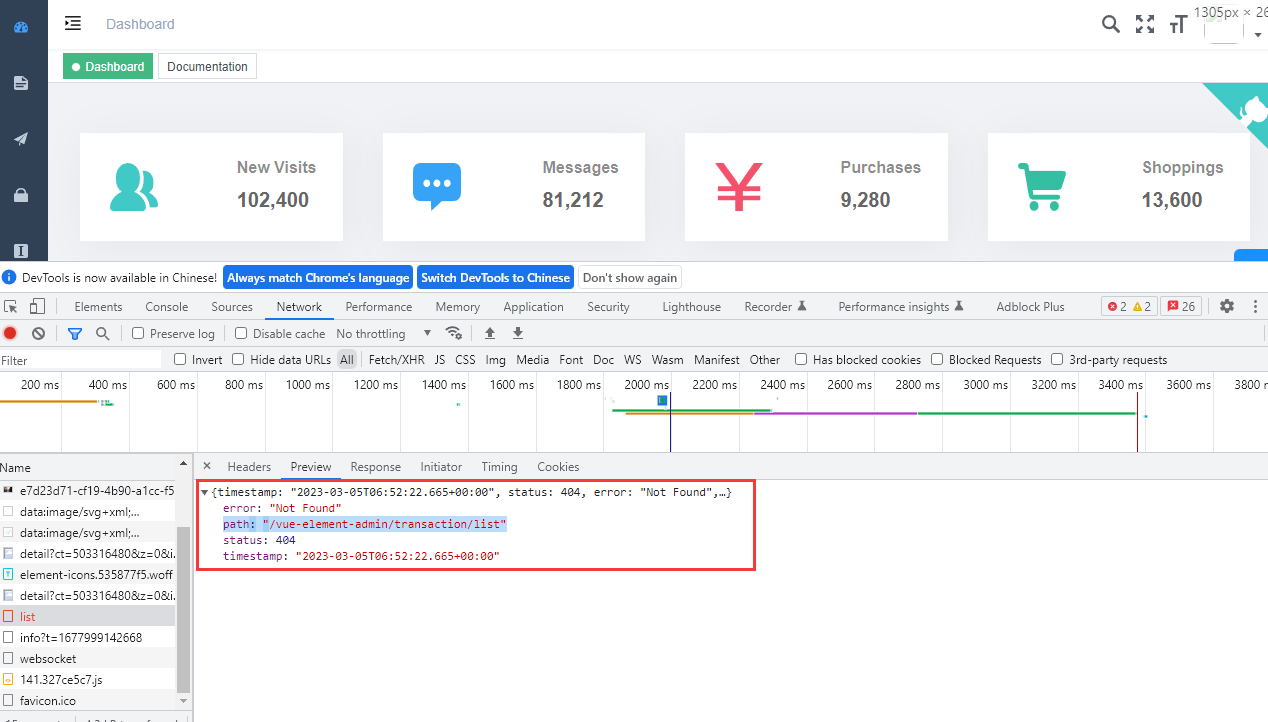 1305px × 26
Dashboard
Dashboard
Documentation
New Visits
102,400
Messages
81,212
Purchases
9,280
Shoppings
13,600
DevTools is now available in Chinese! Always match Chrome's language Switch DevTools to Chinese Don't show again
Elements Console Sources Network Performance Memory Application Security Lighthouse Recorder Performance insights Adblock Plus 2 2 26
Preserve log Disable cache No throttling
Filter Invert Hide data URLs All Fetch/XHR JS CSS Img Media Font Doc WS Wasm Manifest Other Has blocked cookies Blocked Requests 3rd-party requests
200 ms 400 ms 600 ms 800 ms 1000 ms 1200 ms 1400 ms 1600 ms 1800 ms 2000 ms 2200 ms 2400 ms 2600 ms 2800 ms 3000 ms 3200 ms 3400 ms 3600 ms 3800 m
Name
e7d23d71-cf19-4b90-a1cc-f5
data:image/svg+xml;...
data:image/svg+xml;...
detail?ct=503316480&z=0&i.
element-icons.535877f5.woff
detail?ct=503316480&z=0&i.
list
info?t=1677999142668
websocket
141.327ce5c7.js
favicon.ico
× Headers Preview Response Initiator Timing Cookies
{timestamp: "2023-03-05T06:52:22.665+00:00", status: 404, error: "Not Found",…}
error: "Not Found"
path: "/vue-element-admin/transaction/list"
status: 404
timestamp: "2023-03-05T06:52:22.665+00:00"